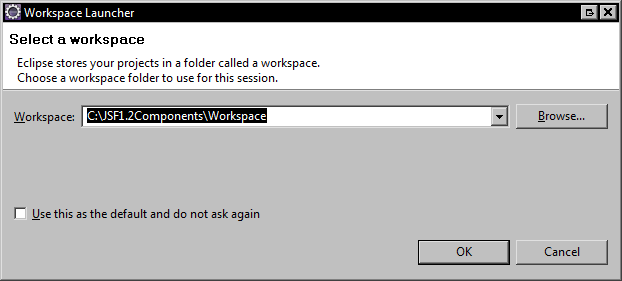 Workspace Launcher
Select a workspace
Eclipse stores your projects in a folder called a workspace.
Choose a workspace folder to use for this session.
Workspace: C:\JSF1.2Components\Workspace Browse...
Use this as the default and do not ask again
OK Cancel